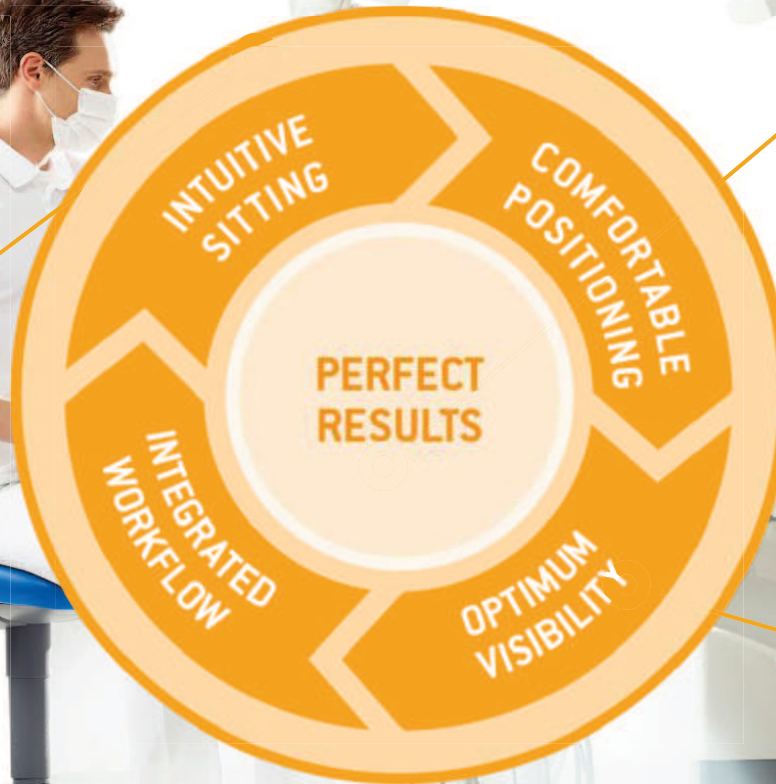 INTUITIVE
SITTING
COMFORTABLE
POSITIONING
PERFECT
RESULTS
INTEGRATED
WORKFLOW
OPTIMUM
VISIBILITY